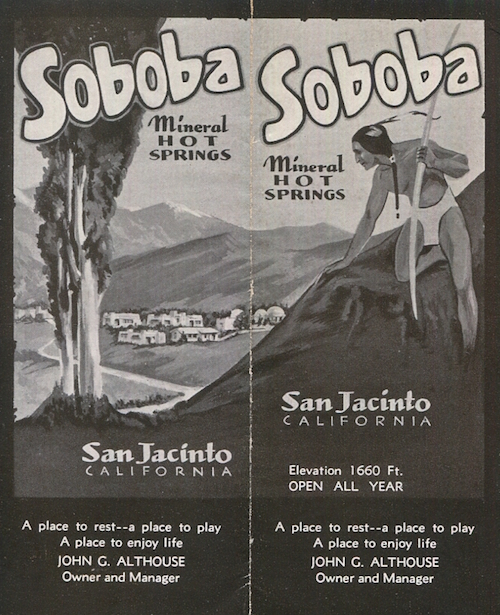 Soboba
Mineral
HOT
SPRINGS
San Jacinto
CALIFORNIA
A place to rest--a place to play
A place to enjoy life
JOHN G. ALTHOUSE
Owner and Manager
Soboba
Mineral
HOT
SPRINGS
San Jacinto
CALIFORNIA
Elevation 1660 Ft.
OPEN ALL YEAR
A place to rest--a place to play
A place to enjoy life
JOHN G. ALTHOUSE
Owner and Manager